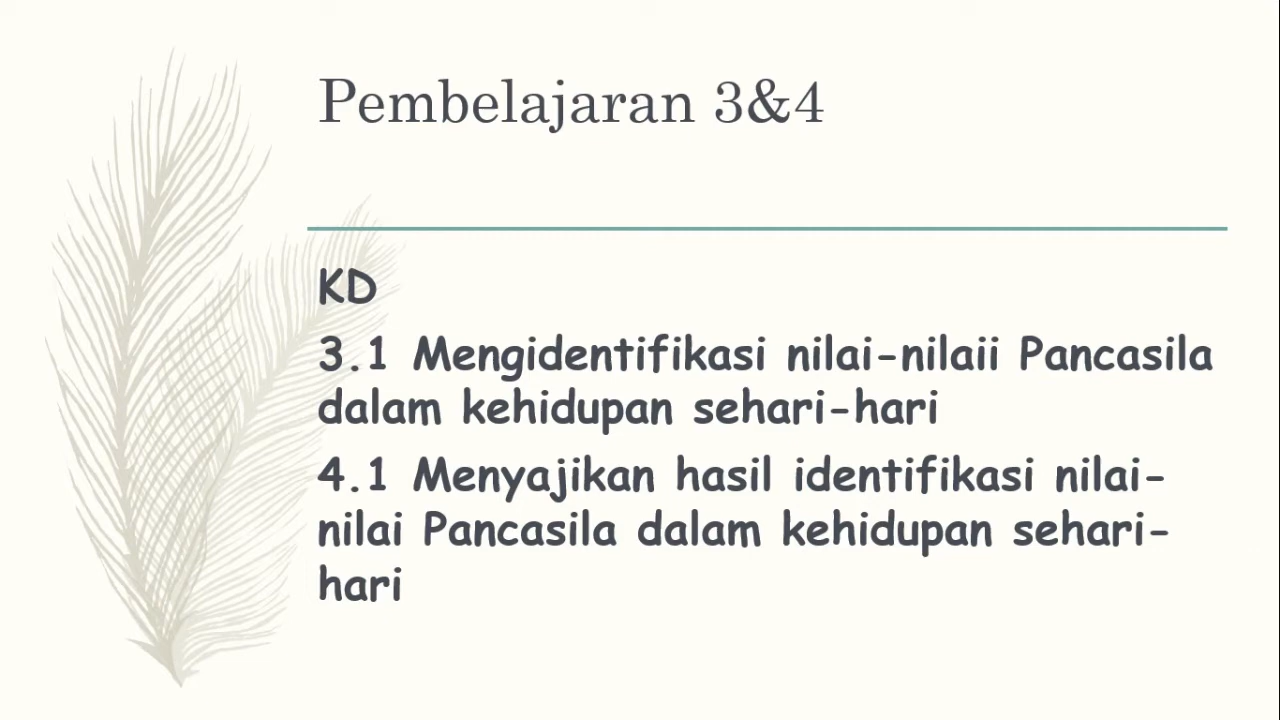 Pembelajaran 3&4
KD
3.1 Mengidentifikasi nilai-nilaii Pancasila
dalam kehidupan sehari-hari
4.1 Menyajikan hasil identifikasi nilai-
nilai Pancasila dalam kehidupan sehari-
hari